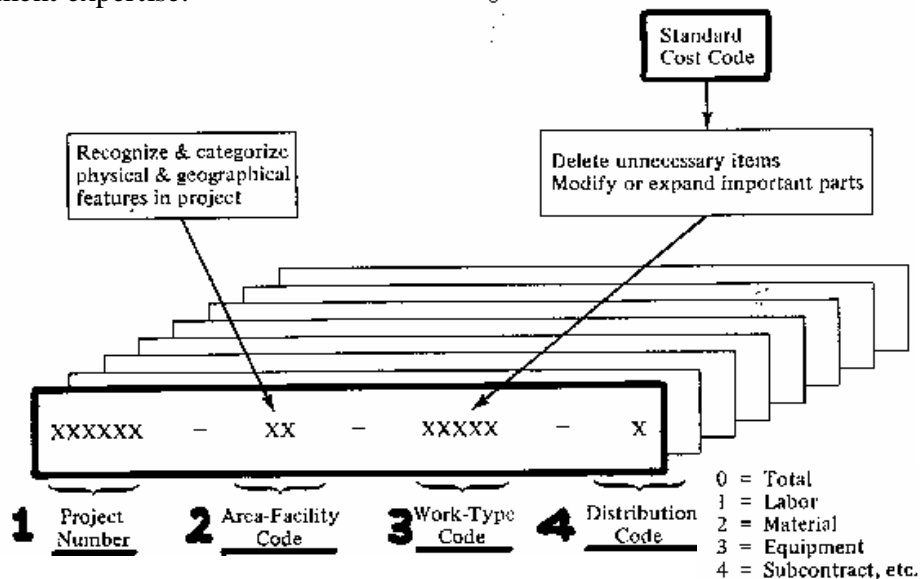 ment expertise.
Standard
Cost Code
Recognize & categorize
physical & geographical
features in project
Delete unnecessary items
Modify or expand important parts
XXXXXX – XX – XXXXX – X
1 Project
Number
2 Area-Facility
Code
3 Work-Type
Code
4 Distribution
Code
0 = Total
1 = Labor
2 = Material
3 = Equipment
4 = Subcontract, etc.